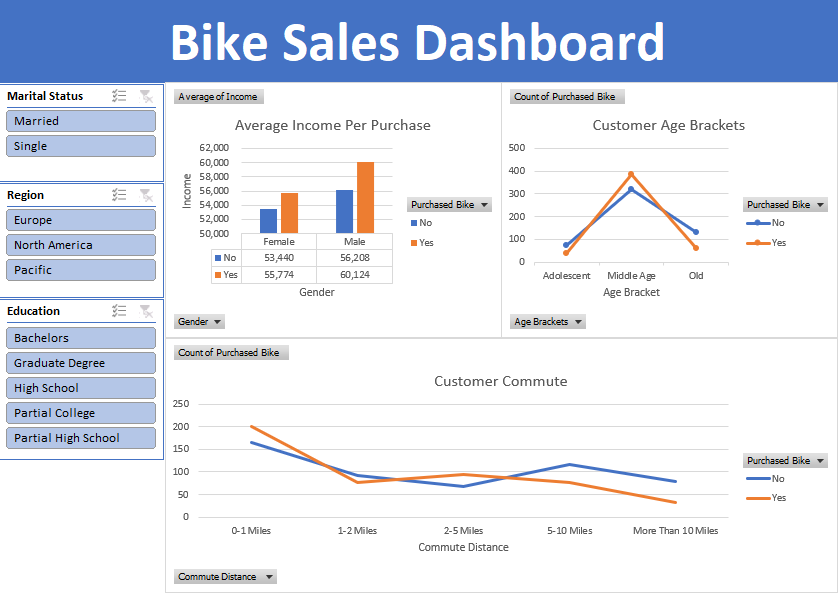 Bike Sales Dashboard
Marital Status
Married
Single
Region
Europe
North America
Pacific
Education
Bachelors
Graduate Degree
High School
Partial College
Partial High School
Average of Income
Average Income Per Purchase
Income
62,000
60,000
58,000
56,000
54,000
52,000
50,000
Female Male
No 53,440 56,208
Yes 55,774 60,124
Gender
Purchased Bike
No
Yes
Gender
Count of Purchased Bike
Customer Age Brackets
500
400
300
200
100
0
Adolescent Middle Age Old
Age Bracket
Purchased Bike
No
Yes
Age Brackets
Count of Purchased Bike
Customer Commute
250
200
150
100
50
0
0-1 Miles 1-2 Miles 2-5 Miles 5-10 Miles More Than 10 Miles
Commute Distance
Purchased Bike
No
Yes
Commute Distance